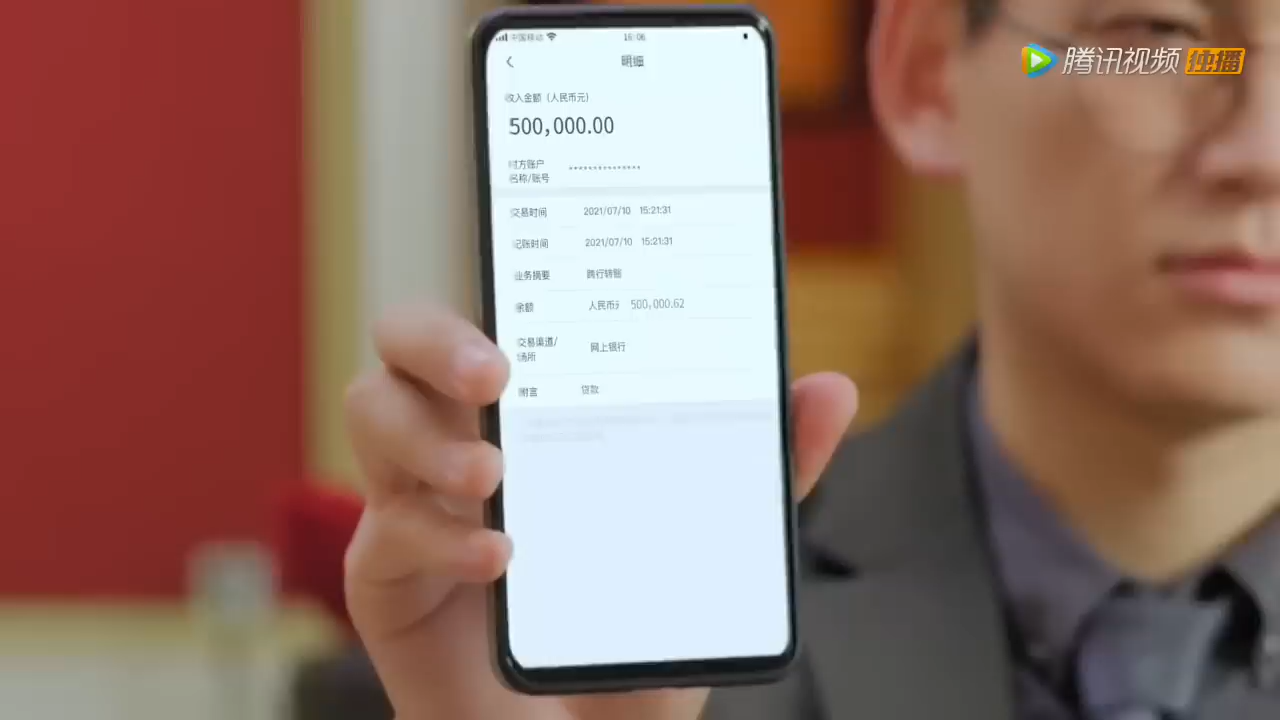 中国移动
16:06
腾讯视频 独播
明细
收入金额（人民币元）
500,000.00
对方账户
名称/账号
***************
交易时间 2021/07/10 15:21:31
记账时间 2021/07/10 15:21:31
业务摘要 跨行转账
余额 人民币元 500,000.62
交易渠道/
场所
网上银行
附言 贷款